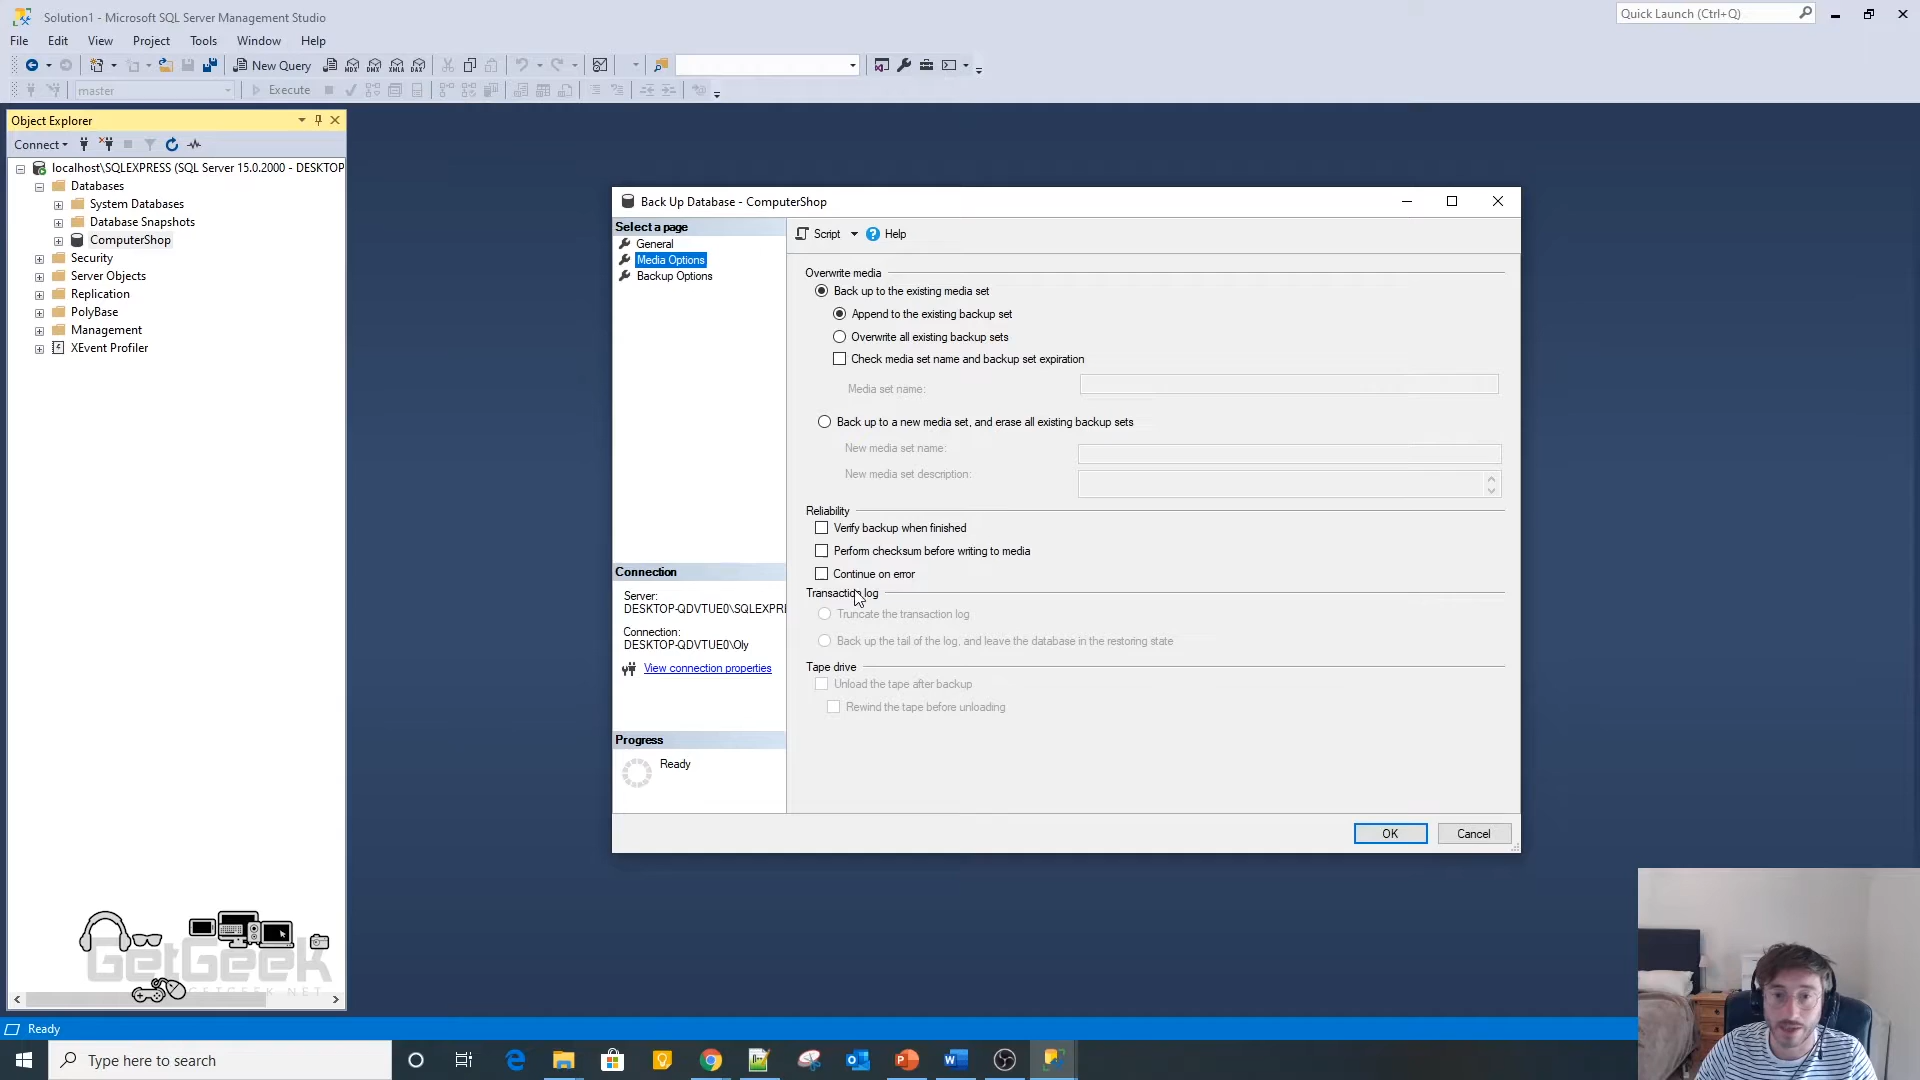 Solution1 - Microsoft SQL Server Management Studio
Quick Launch (Ctrl+Q)
File Edit View Project Tools Window Help
New Query
master
Execute
Object Explorer
Connect
localhost\SQLEXPRESS (SQL Server 15.0.2000 - DESKTOP
Databases
System Databases
Database Snapshots
ComputerShop
Security
Server Objects
Replication
PolyBase
Management
XEvent Profiler
Back Up Database - ComputerShop
Select a page
General
Media Options
Backup Options
Script
Help
Overwrite media
Back up to the existing media set
Append to the existing backup set
Overwrite all existing backup sets
Check media set name and backup set expiration
Media set name:
Back up to a new media set, and erase all existing backup sets
New media set name:
New media set description:
Reliability
Verify backup when finished
Perform checksum before writing to media
Continue on error
Transaction log
Truncate the transaction log
Back up the tail of the log, and leave the database in the restoring state
Tape drive
Unload the tape after backup
Rewind the tape before unloading
Connection
Server:
DESKTOP-QDVTUE0\SQLEXPRE
Connection:
DESKTOP-QDVTUE0\Oly
View connection properties
Progress
Ready
OK
Cancel
GetGeek
GETGEEK.NET
Ready
Type here to search